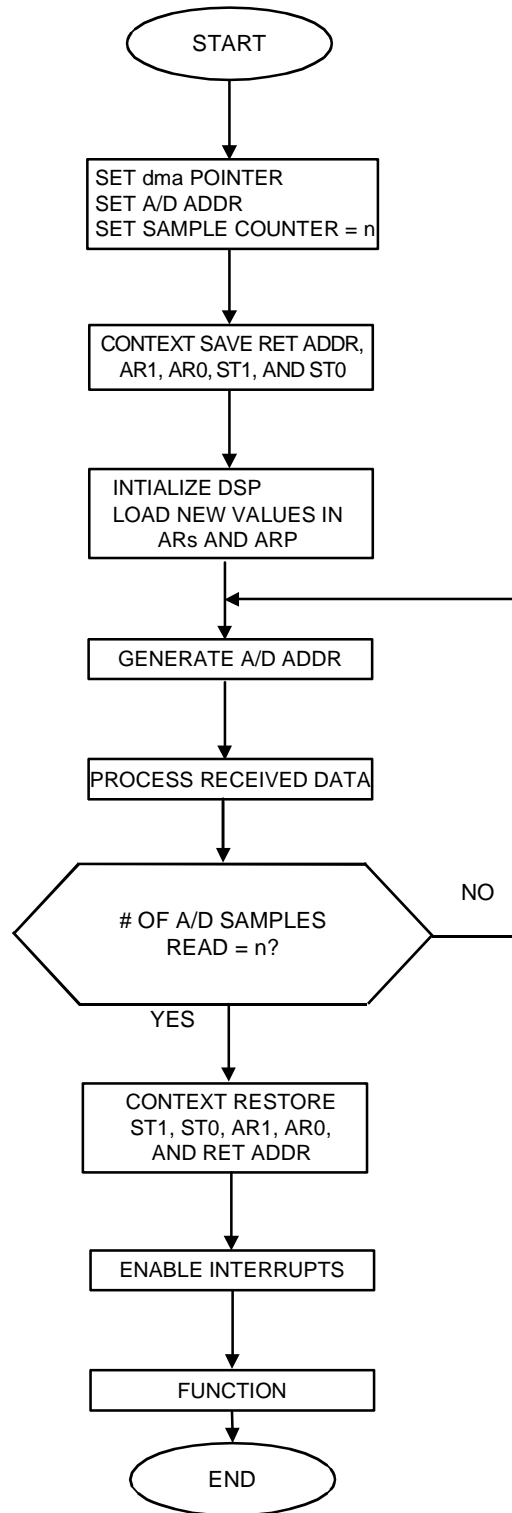 START
SET dma POINTER
SET A/D ADDR
SET SAMPLE COUNTER = n
CONTEXT SAVE RET ADDR,
AR1, AR0, ST1, AND ST0
INTIALIZE DSP
LOAD NEW VALUES IN
ARs AND ARP
GENERATE A/D ADDR
PROCESS RECEIVED DATA
# OF A/D SAMPLES
READ = n?
NO
YES
CONTEXT RESTORE
ST1, ST0, AR1, AR0,
AND RET ADDR
ENABLE INTERRUPTS
FUNCTION
END